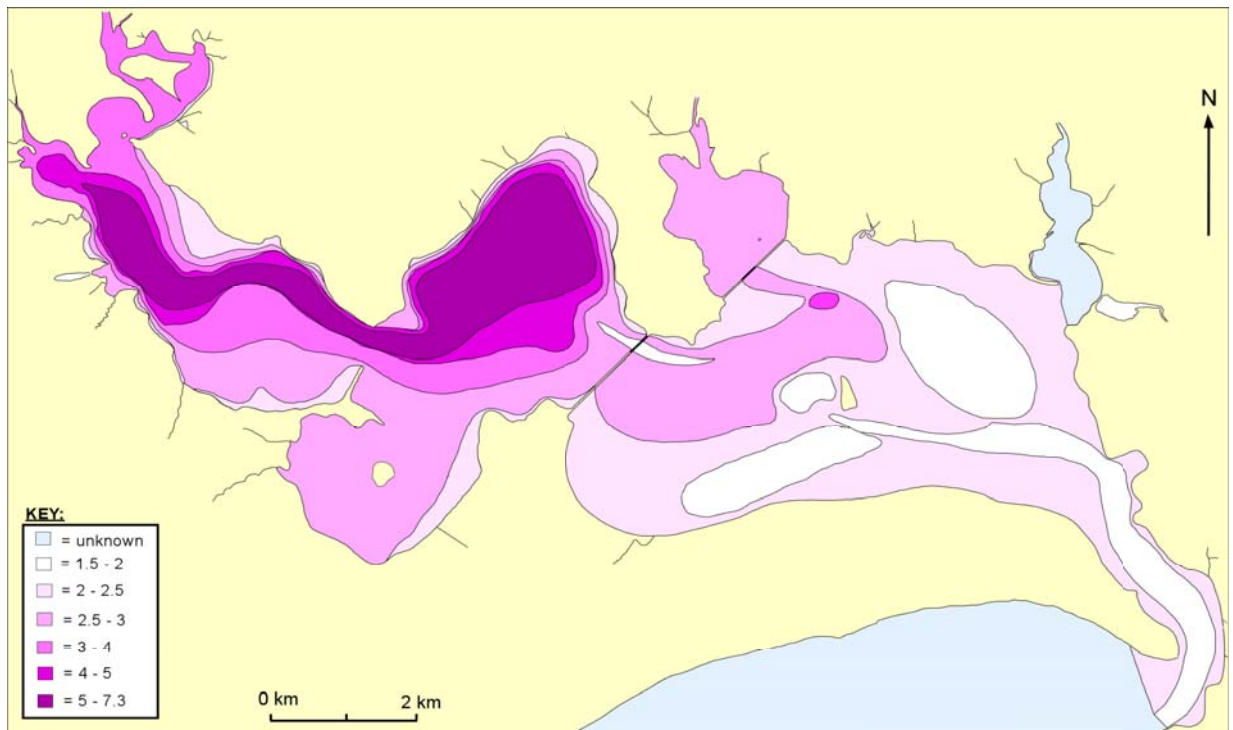 N
KEY:
= unknown
= 1.5 - 2
= 2 - 2.5
= 2.5 - 3
= 3 - 4
= 4 - 5
= 5 - 7.3
0 km 2 km